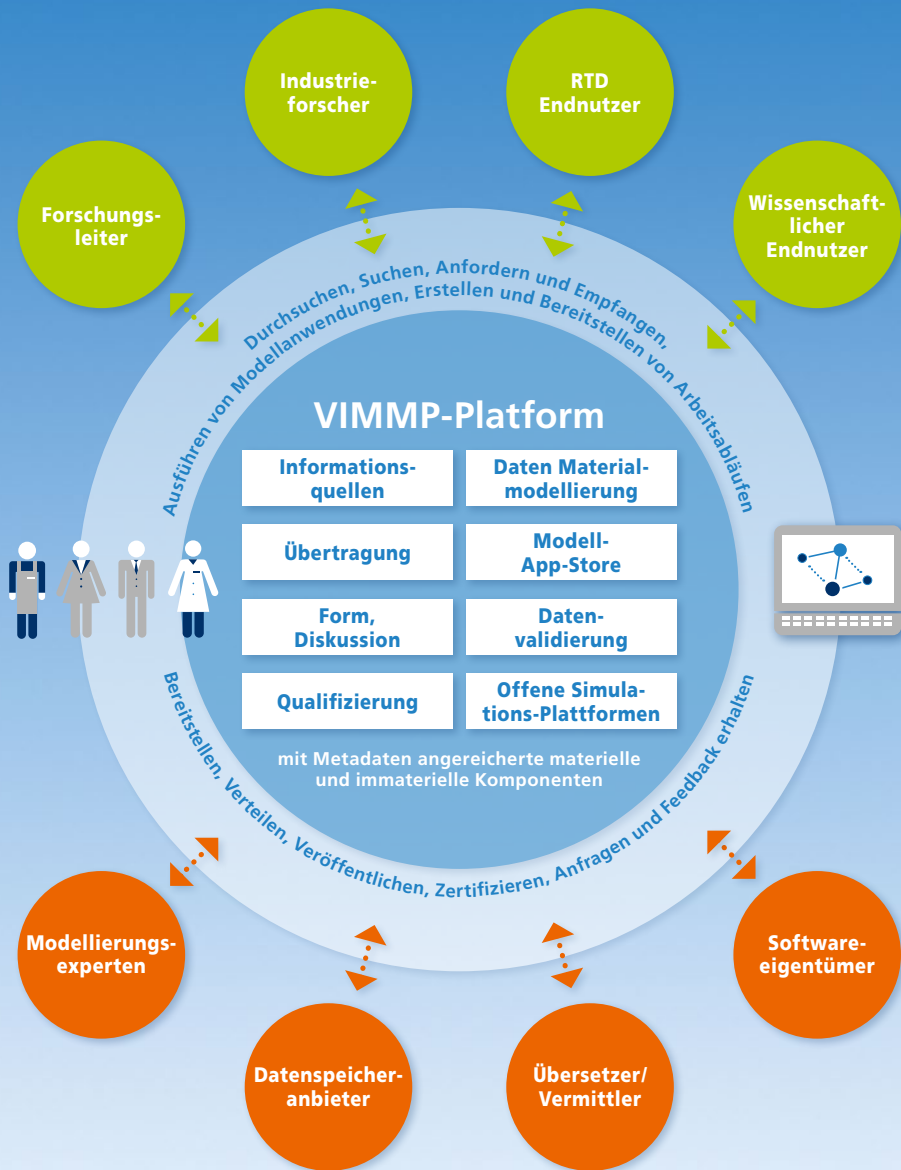 Industrie-
forscher
RTD
Endnutzer
Forschungs-
leiter
Wissenschaft-
licher
Endnutzer
Durchsuchen, Suchen, Anfordern und Empfangen,
Ausführen von Modellanwendungen, Erstellen und Bereitstellen von Arbeitsabläufen
VIMMP-Platform
Informations-
quellen
Daten Material-
modellierung
Übertragung
Modell-
App-Store
Form,
Diskussion
Daten-
validierung
Qualifizierung
Offene Simula-
tions-Plattformen
mit Metadaten angereicherte materielle
und immaterielle Komponenten
Bereitstellen, Verteilen, Veröffentlichen, Zertifizieren, Anfragen und Feedback erhalten
Modellierungs-
experten
Software-
eigentümer
Datenspeicher-
anbieter
Übersetzer/
Vermittler